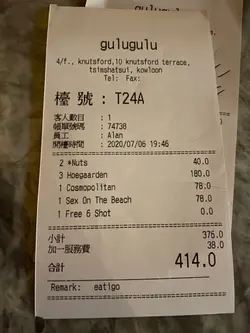 gulugulu
4/f., knutsford,10 knutsford terrace,
tsimshatsui, kowloon
Tel:  Fax:
檯 號 : T24A
客人數目 : 1
帳單號碼 : 74738
員工 : Alan
開檯時間 : 2020/07/06 19:46
2 *Nuts 40.0
3 Hoegaarden 180.0
1 Cosmopolitan 78.0
1 Sex On The Beach 78.0
1 Free 6 Shot 0.0
小計 376.0
加一服務費 38.0
合計 414.0
Remark: eatigo